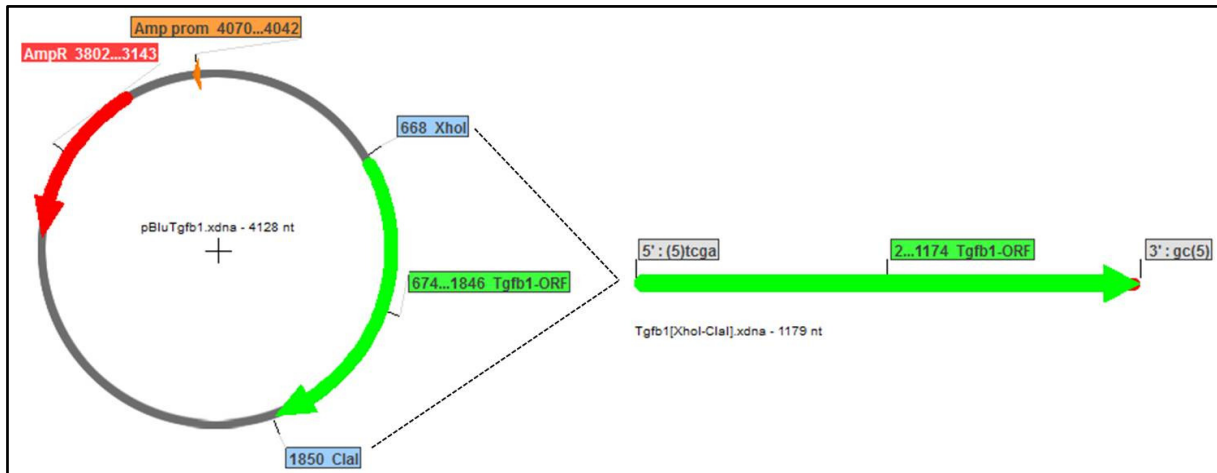 Amp prom 4070...4042
AmpR 3802...3143
668 XhoI
pBluTgfb1.xdna - 4128 nt
674...1846 Tgfb1-ORF
1850 ClaI
5' : (5)tcga
2...1174 Tgfb1-ORF
3' : gc(5)
Tgfb1[XhoI-ClaI].xdna - 1179 nt